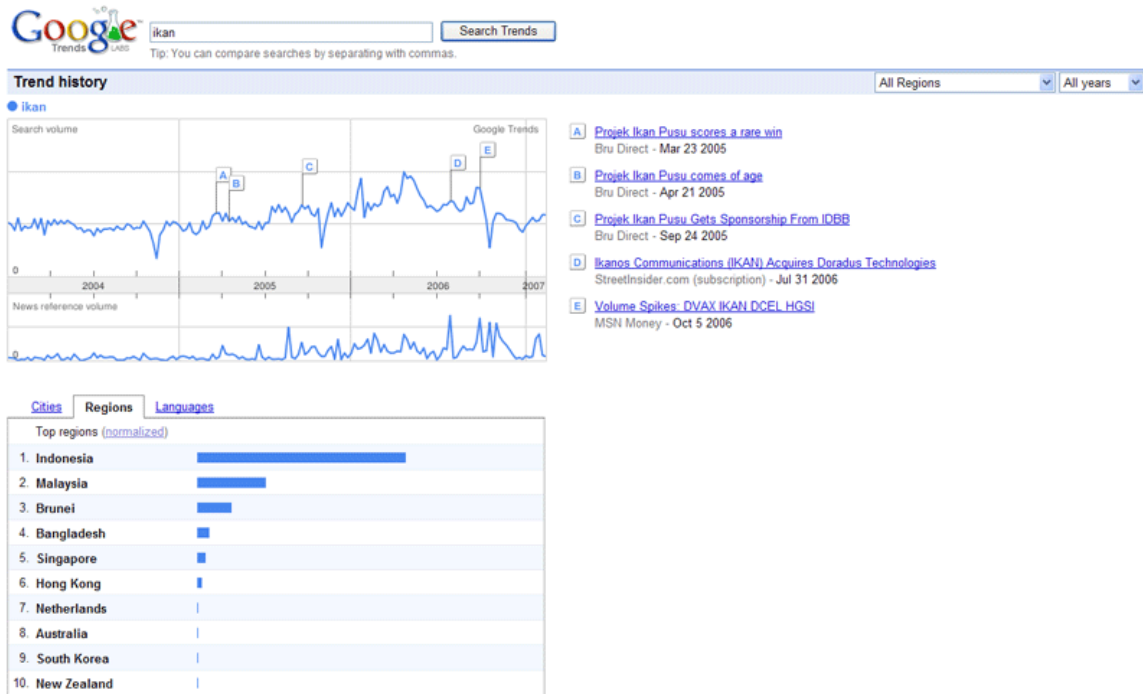 Google
Trends LABS
ikan
Search Trends
Tip: You can compare searches by separating with commas.
Trend history
All Regions
All years
ikan
Search volume
Google Trends
A
B
C
D
E
0
2004
2005
2006
2007
News reference volume
0
A Projek Ikan Pusu scores a rare win
Bru Direct - Mar 23 2005
B Projek Ikan Pusu comes of age
Bru Direct - Apr 21 2005
C Projek Ikan Pusu Gets Sponsorship From IDBB
Bru Direct - Sep 24 2005
D Ikanos Communications (IKAN) Acquires Doradus Technologies
StreetInsider.com (subscription) - Jul 31 2006
E Volume Spikes: DVAX IKAN DCEL HGSI
MSN Money - Oct 5 2006
Cities Regions Languages
Top regions (normalized)
1. Indonesia
2. Malaysia
3. Brunei
4. Bangladesh
5. Singapore
6. Hong Kong
7. Netherlands
8. Australia
9. South Korea
10. New Zealand